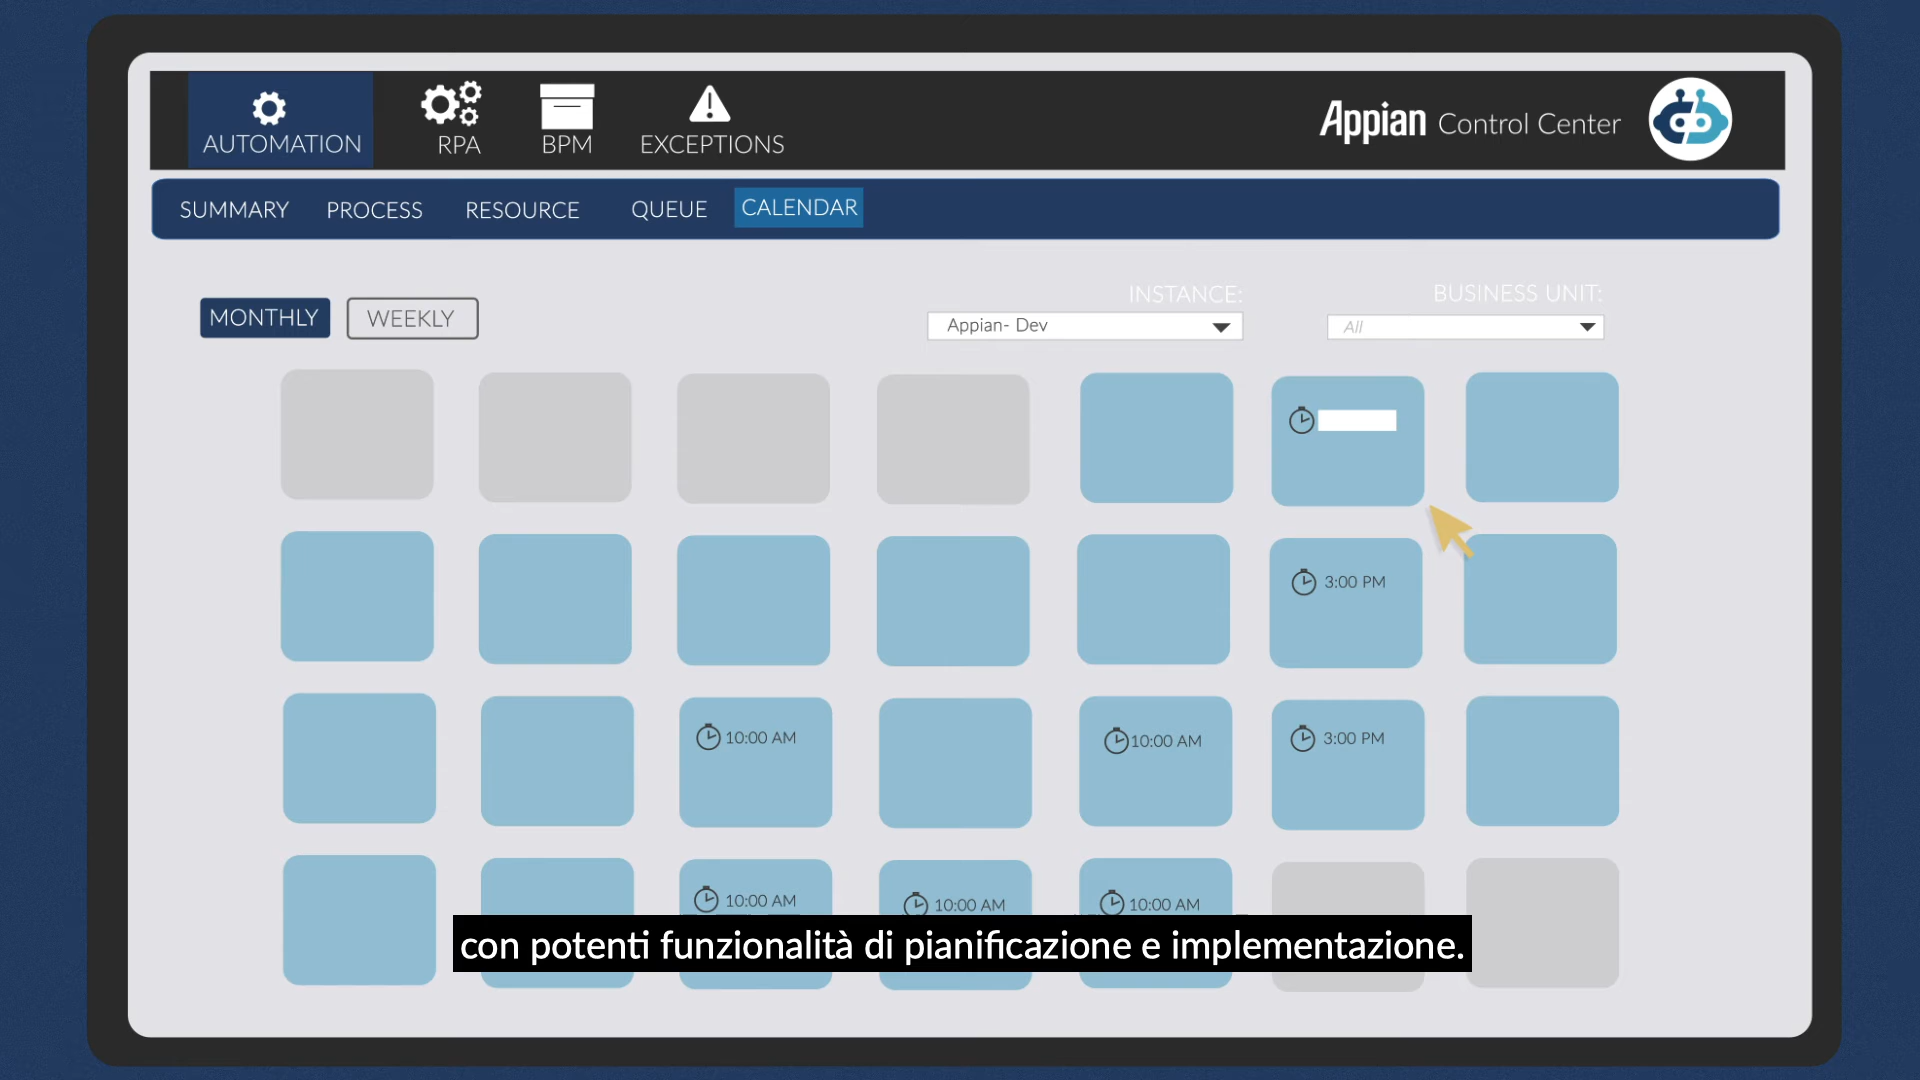 AUTOMATION
RPA
BPM
EXCEPTIONS
Appian Control Center
SUMMARY
PROCESS
RESOURCE
QUEUE
CALENDAR
MONTHLY
WEEKLY
INSTANCE:
Appian- Dev
BUSINESS UNIT:
All
3:00 PM
10:00 AM
10:00 AM
3:00 PM
10:00 AM
10:00 AM
10:00 AM
con potenti funzionalità di pianificazione e implementazione.